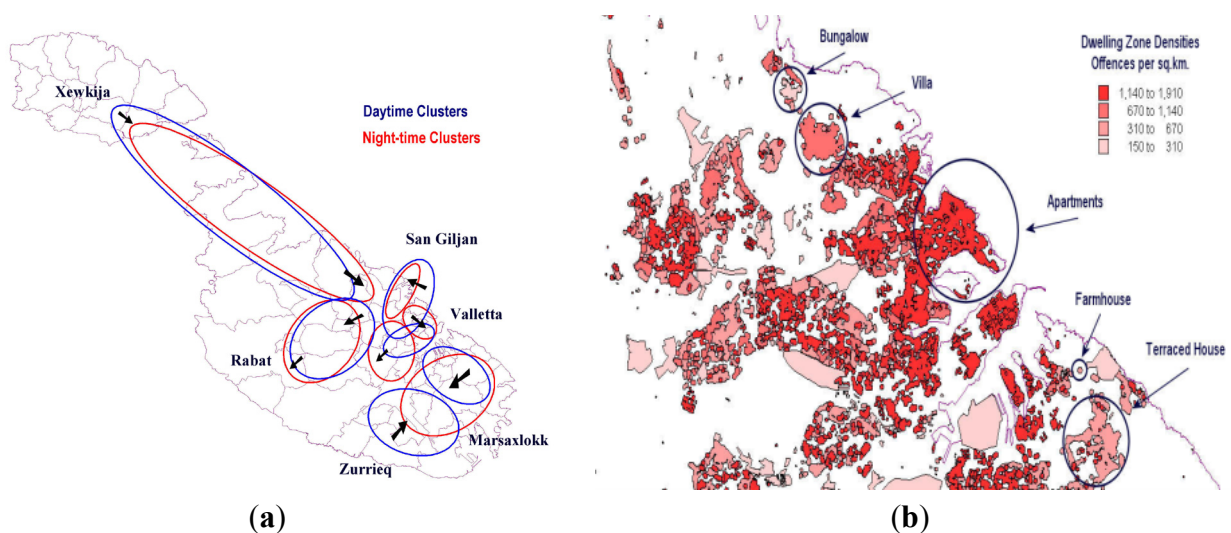 Xewkija
Daytime Clusters
Night-time Clusters
San Giljan
Valletta
Rabat
Marsaxlokk
Zurrieq
(a)
Bungalow
Villa
Dwelling Zone Densities
Offences per sq.km.
1,140 to 1,910
670 to 1,140
310 to 670
150 to 310
Apartments
Farmhouse
Terraced House
(b)